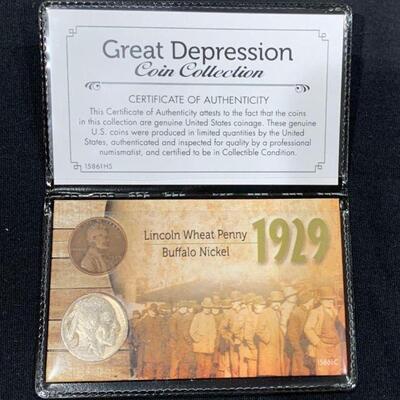 Great Depression
Coin Collection
CERTIFICATE OF AUTHENTICITY
This Certificate of Authenticity attests to the fact that the coins
in this collection are genuine United States coinage. These genuine
U.S. coins were produced in limited quantities by the United
States, authenticated and inspected for quality by a professional
numismatist, and certified to be in Collectible Condition.
15861HS
Lincoln Wheat Penny
Buffalo Nickel
1929
15861C